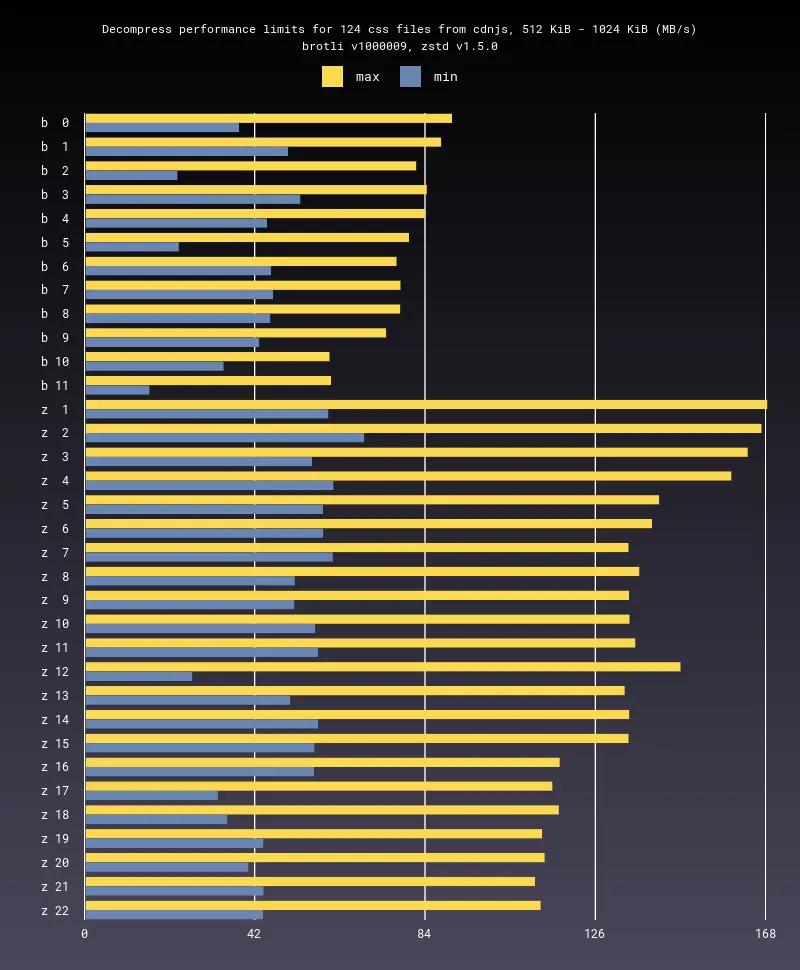 Decompress performance limits for 124 css files from cdnjs, 512 KiB - 1024 KiB (MB/s)
brotli v1000009, zstd v1.5.0
max min
b 0
b 1
b 2
b 3
b 4
b 5
b 6
b 7
b 8
b 9
b 10
b 11
z 1
z 2
z 3
z 4
z 5
z 6
z 7
z 8
z 9
z 10
z 11
z 12
z 13
z 14
z 15
z 16
z 17
z 18
z 19
z 20
z 21
z 22
0 42 84 126 168